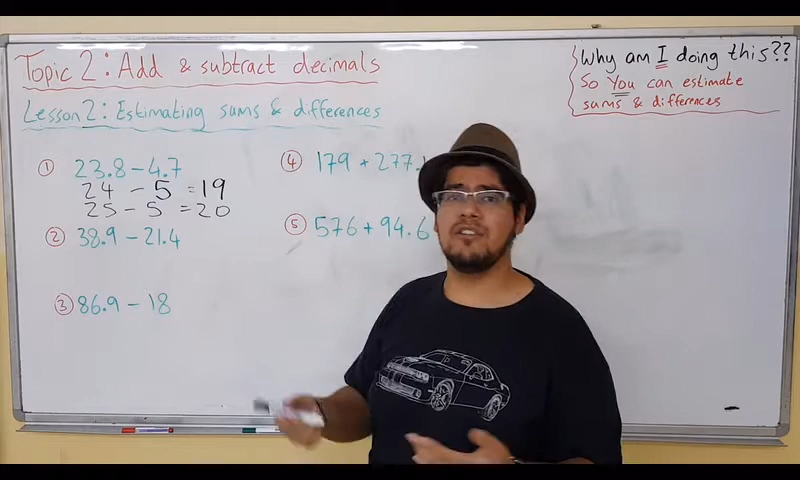 Topic 2: Add & subtract decimals
Lesson 2: Estimating sums & differences
Why am I doing this??
So You can estimate
sums & differences
① 23.8 - 4.7
24 - 5 = 19
25 - 5 = 20
② 38.9 - 21.4
③ 86.9 - 18
④ 179 + 277.
⑤ 576 + 94.6